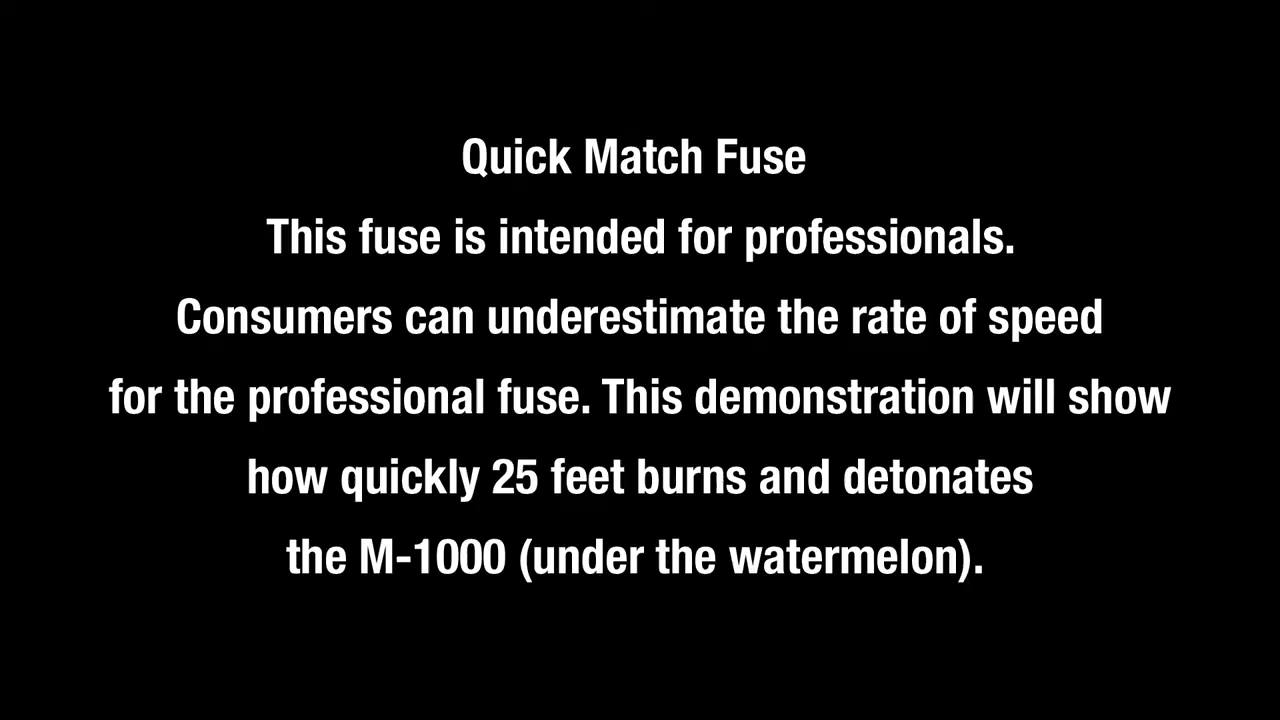 Quick Match Fuse
This fuse is intended for professionals.
Consumers can underestimate the rate of speed
for the professional fuse. This demonstration will show
how quickly 25 feet burns and detonates
the M-1000 (under the watermelon).